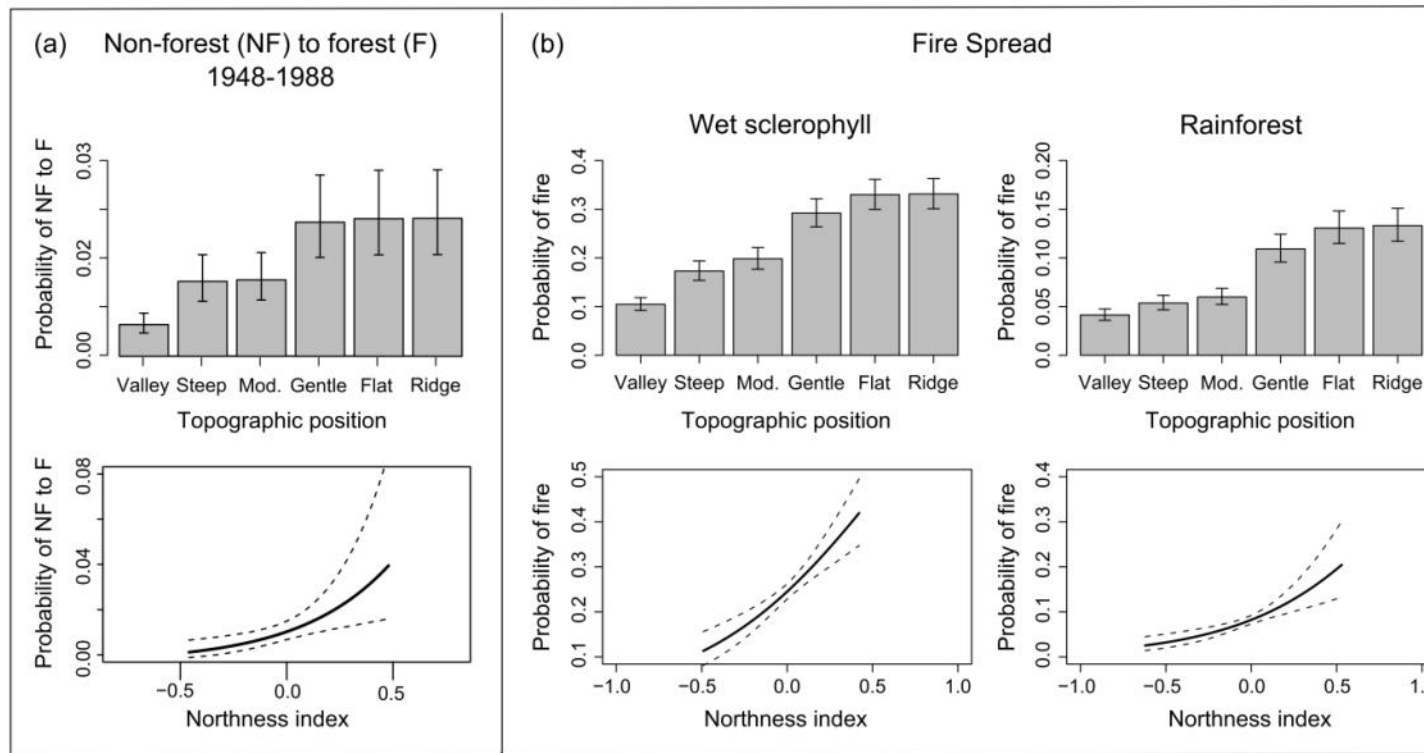 (a) Non-forest (NF) to forest (F)
1948-1988
Probability of NF to F
0.03
0.02
0.00
Valley Steep Mod. Gentle Flat Ridge
Topographic position
Probability of NF to F
0.08
0.04
0.00
−0.5 0.0 0.5
Northness index
(b) Fire Spread
Wet sclerophyll
Probability of fire
0.4
0.3
0.2
0.1
0.0
Valley Steep Mod. Gentle Flat Ridge
Topographic position
Rainforest
Probability of fire
0.20
0.15
0.10
0.05
0.0
Valley Steep Mod. Gentle Flat Ridge
Topographic position
Probability of fire
0.5
0.4
0.3
0.2
0.1
−1.0 −0.5 0.0 0.5 1.0
Northness index
Probability of fire
0.4
0.3
0.2
0.1
0.0
−1.0 −0.5 0.0 0.5 1.0
Northness index